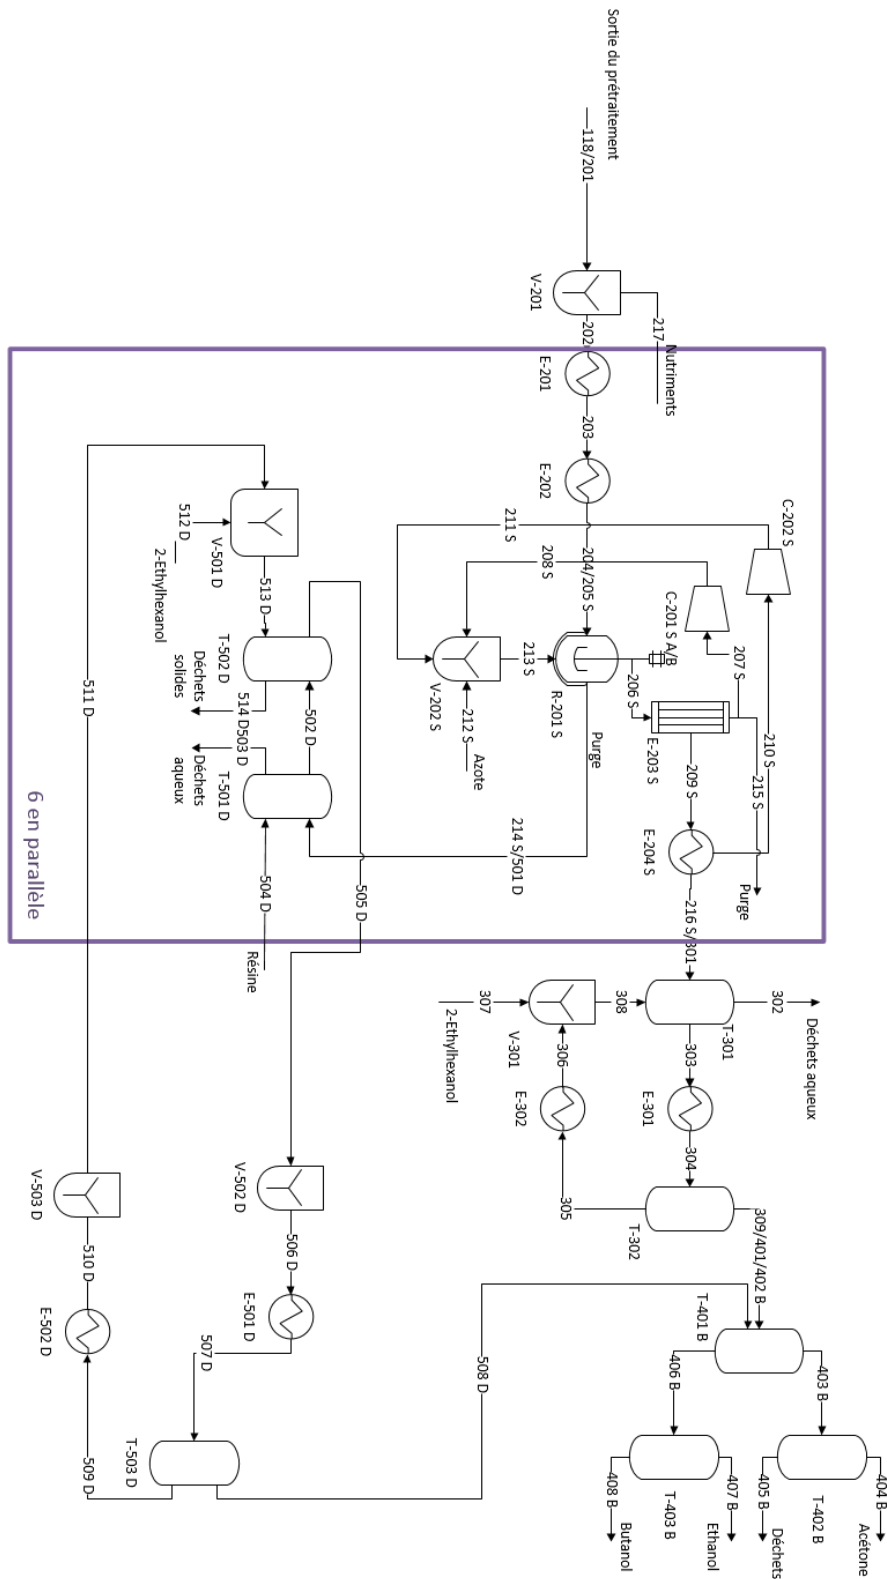 Sortie du prétraitement
118/201
V-201
217
Nutriments
202
E-201
203
E-202
204/205 S
C-202 S
211 S
208 S
C-201 S A/B
207 S
210 S
213 S
R-201 S
206 S
E-203 S
215 S
Purge
V-202 S
212 S
Azote
Purge
209 S
E-204 S
216 S/301
214 S/501 D
512 D
2-Ethylhexanol
V-501 D
513 D
T-502 D
Déchets
solides
514 D
503 D
502 D
Déchets
aqueux
T-501 D
504 D
Résine
505 D
511 D
6 en parallèle
302
Déchets aqueux
T-301
308
307
2-Ethylhexanol
V-301
306
E-302
303
E-301
304
305
T-302
309/401/402 B
T-401 B
403 B
406 B
404 B
Acétone
T-402 B
405 B
Déchets
407 B
Ethanol
T-403 B
408 B
Butanol
V-502 D
506 D
E-501 D
507 D
508 D
T-503 D
509 D
E-502 D
510 D
V-503 D